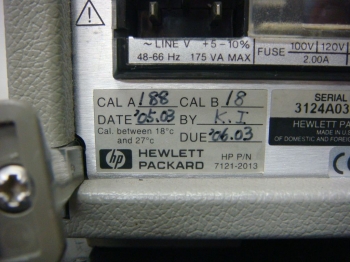 ~ LINE V +5-10%
48-66 Hz 175 VA MAX
FUSE
100V 120V
2.00A
SERIAL
3124A03
HEWLETT PA
MADE IN U.S
OF DOMESTIC AND FOREIG
CAL A 188 CAL B 18
DATE '05.03 BY K.I.
Cal. between 18°c
and 27°c
DUE '06.03
hp HEWLETT
PACKARD
HP P/N
7121-2013